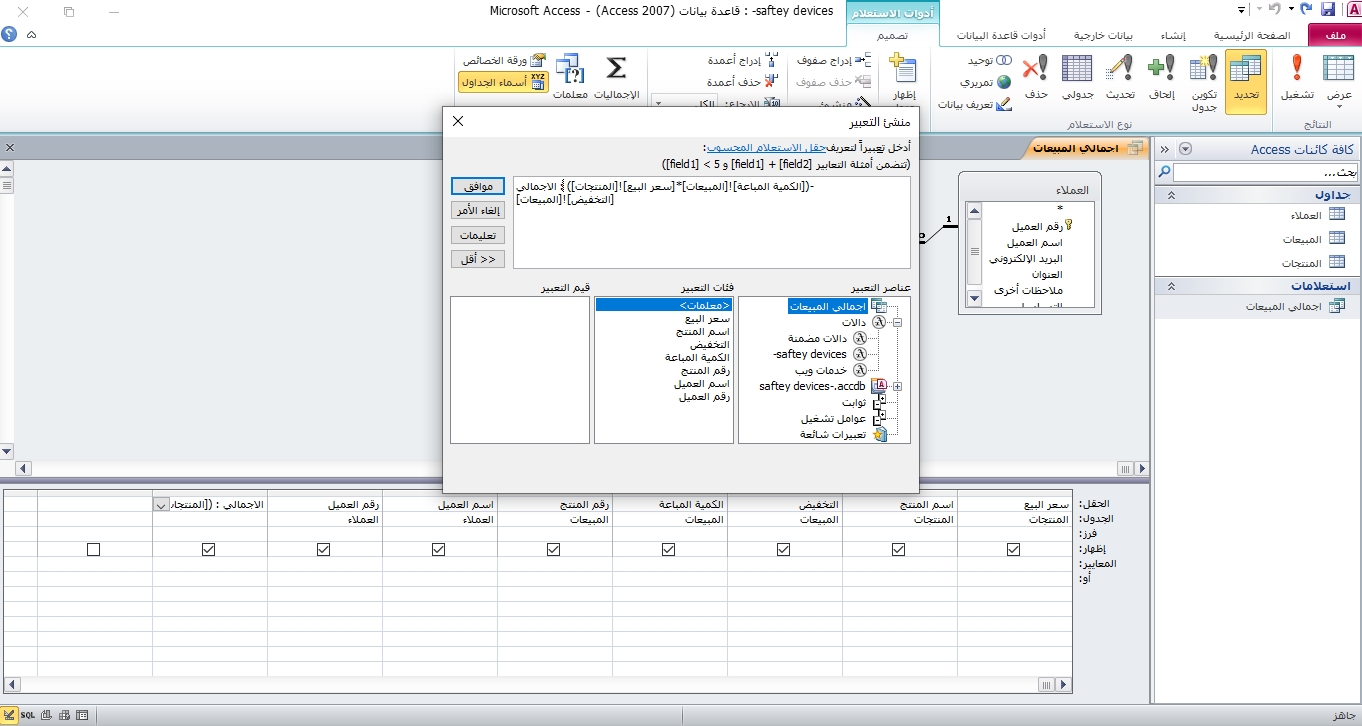 saftey devices- : قاعدة بيانات (Access 2007) - Microsoft Access
أدوات الاستعلام
ملف
الصفحة الرئيسية
إنشاء
بيانات خارجية
أدوات قاعدة البيانات
تصميم
عرض
تشغيل
النتائج
تحديد
تكوين جدول
إلحاق
تحديث
جدولي
حذف
توحيد
تمريري
تعريف بيانات
نوع الاستعلام
إظهار
إدراج صفوف
حذف صفوف
منشئ
إدراج أعمدة
حذف أعمدة
الإرجاع:
الكل
الإجماليات
معلمات
ورقة الخصائص
أسماء الجداول
كافة كائنات Access
بحث...
جداول
العملاء
المبيعات
المنتجات
استعلامات
اجمالي المبيعات
اجمالي المبيعات
العملاء
*
رقم العميل
اسم العميل
البريد الإلكتروني
العنوان
ملاحظات أخرى
1
منشئ التعبير
أدخل تعبيراً لتعريف حقل الاستعلام المحسوب:
(تتضمن أمثلة التعابير [field1] + [field2] و [field1] < 5)
الاجمالي : ([المنتجات]![سعر البيع]*[المبيعات]![الكمية المباعة])-
[المبيعات]![التخفيض]
موافق
إلغاء الأمر
تعليمات
<< أقل
عناصر التعبير
اجمالي المبيعات
دالات
دالات مضمنة
saftey devices-
خدمات ويب
saftey devices-.accdb
ثوابت
عوامل تشغيل
تعبيرات شائعة
فئات التعبير
<معلمات>
سعر البيع
اسم المنتج
التخفيض
الكمية المباعة
رقم المنتج
اسم العميل
رقم العميل
قيم التعبير
الحقل: سعر البيع اسم المنتج التخفيض الكمية المباعة رقم المنتج اسم العميل رقم العميل الاجمالي : ([المنتجات
الجدول: المنتجات المنتجات المبيعات المبيعات المبيعات العملاء العملاء
فرز:
إظهار:
المعايير:
أو:
جاهز
SQL